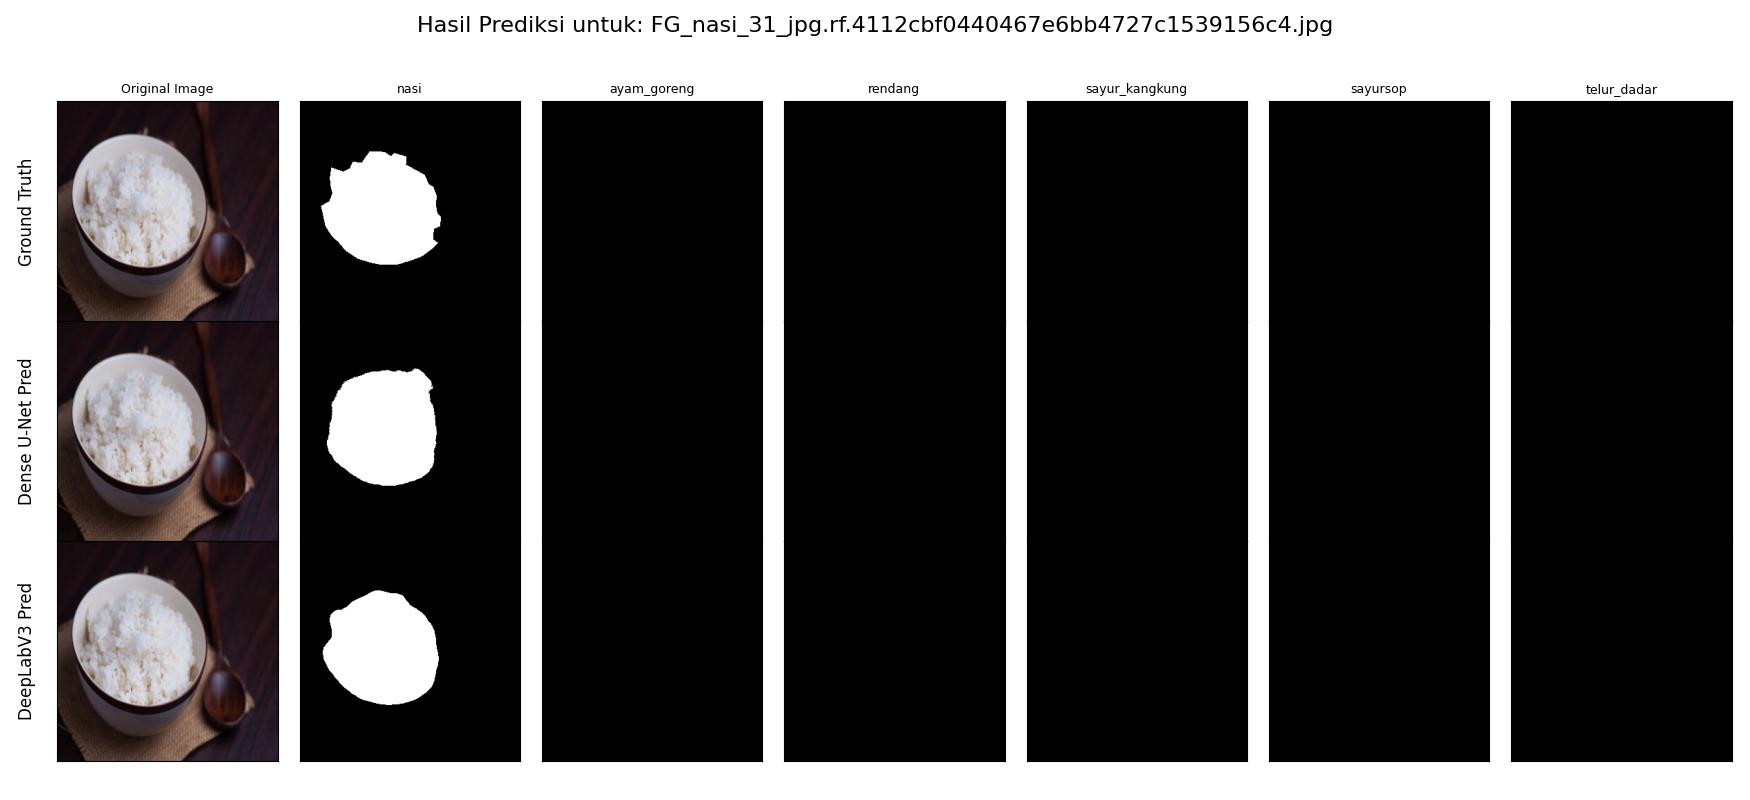 Hasil Prediksi untuk: FG_nasi_31_jpg.rf.4112cbf0440467e6bb4727c1539156c4.jpg
Original Image nasi ayam_goreng rendang sayur_kangkung sayursop telur_dadar
Ground Truth
Dense U-Net Pred
DeepLabV3 Pred